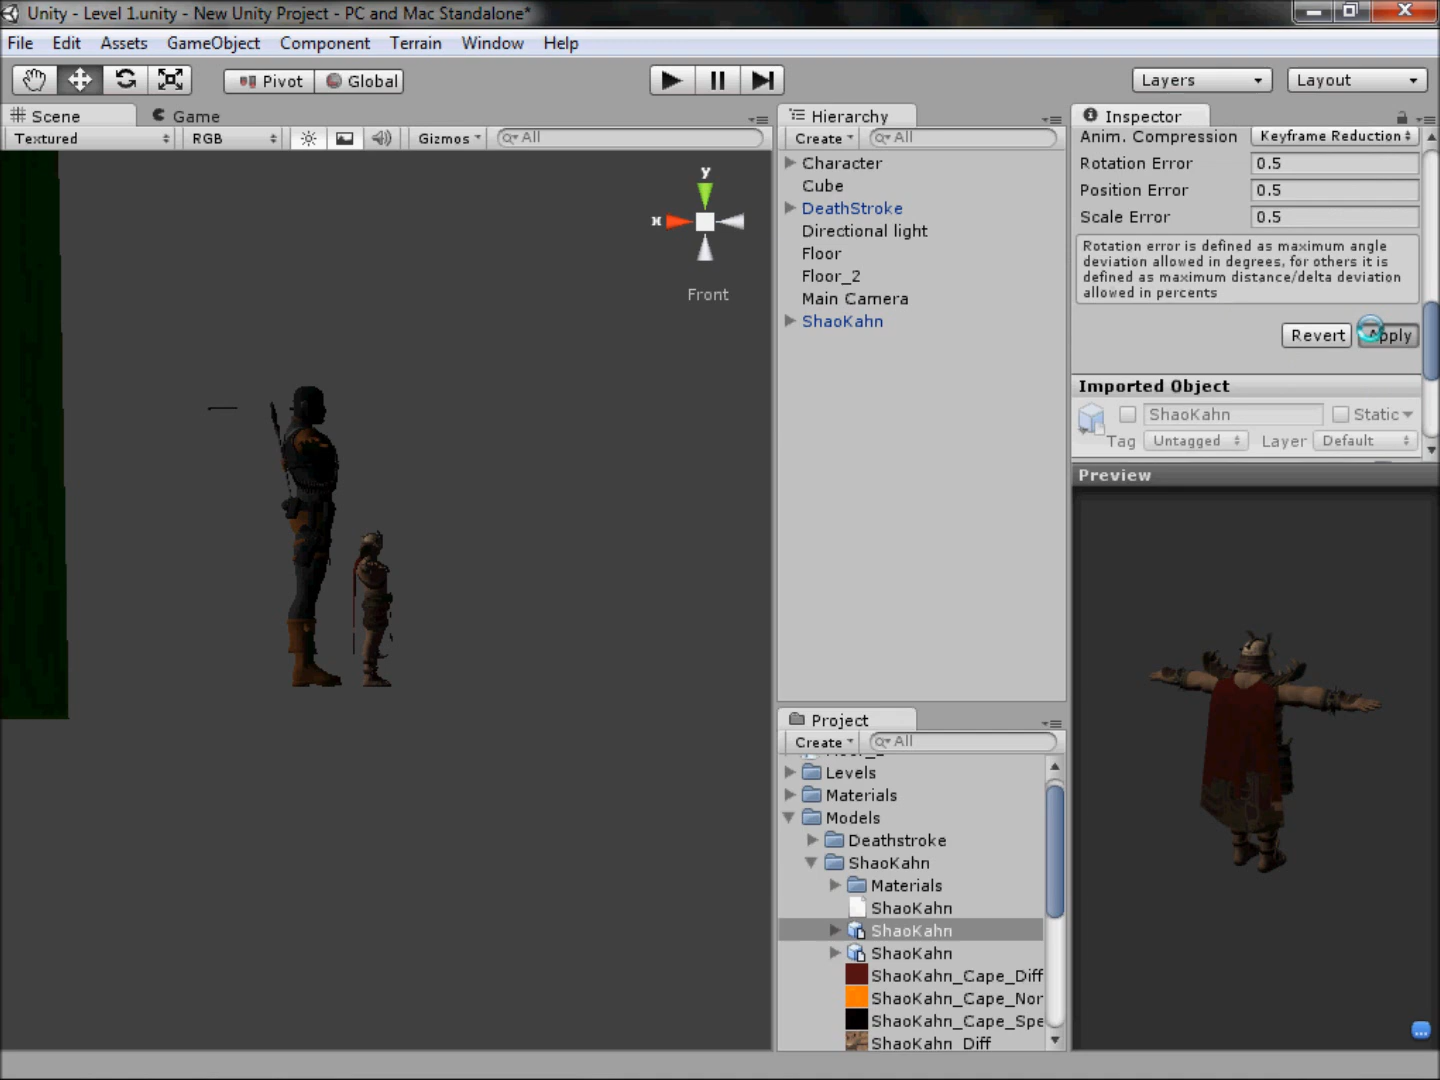 Unity - Level 1.unity - New Unity Project - PC and Mac Standalone*
File Edit Assets GameObject Component Terrain Window Help
Pivot Global Layers Layout
Scene Game
Textured RGB Gizmos All
y
x
Front
Hierarchy
Create All
Character
Cube
DeathStroke
Directional light
Floor
Floor_2
Main Camera
ShaoKahn
Project
Create All
Levels
Materials
Models
Deathstroke
ShaoKahn
Materials
ShaoKahn
ShaoKahn
ShaoKahn
ShaoKahn_Cape_Diff
ShaoKahn_Cape_Nor
ShaoKahn_Cape_Spe
ShaoKahn_Diff
Inspector
Anim. Compression Keyframe Reduction
Rotation Error 0.5
Position Error 0.5
Scale Error 0.5
Rotation error is defined as maximum angle
deviation allowed in degrees, for others it is
defined as maximum distance/delta deviation
allowed in percents
Revert Apply
Imported Object
ShaoKahn Static
Tag Untagged Layer Default
Preview